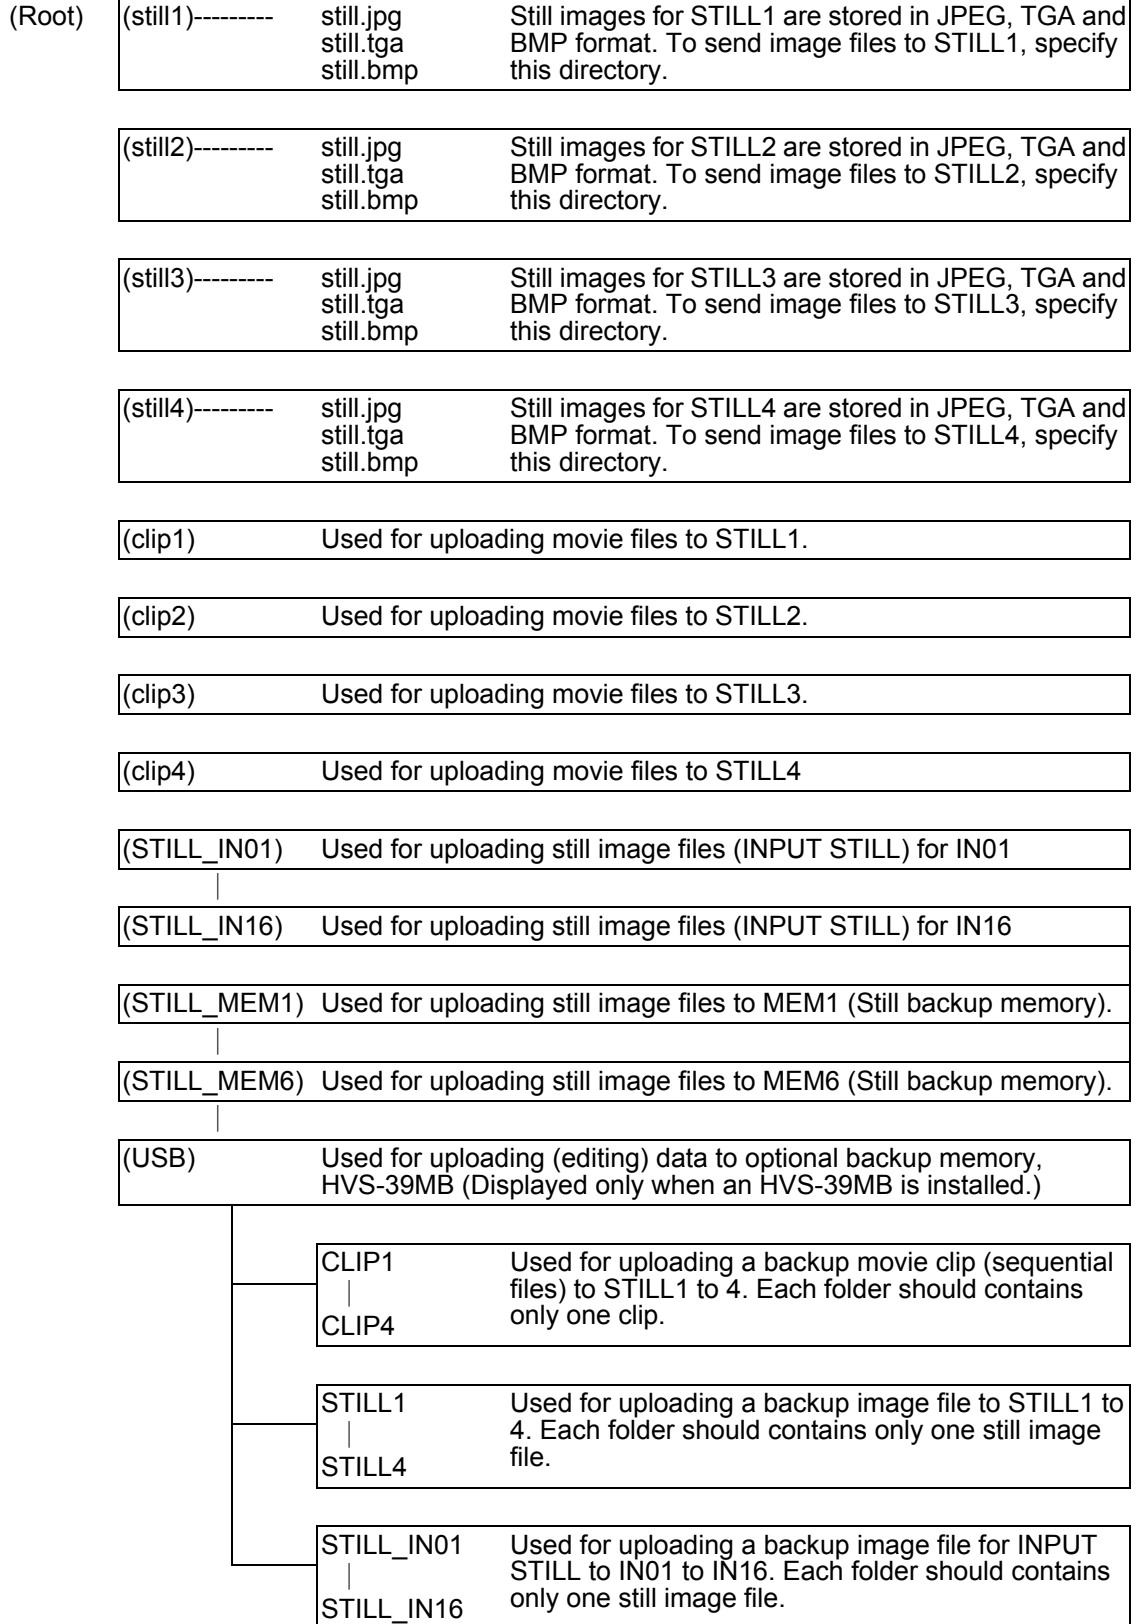 (Root) (still1)--------- still.jpg Still images for STILL1 are stored in JPEG, TGA and
still.tga BMP format. To send image files to STILL1, specify
still.bmp this directory.
(still2)--------- still.jpg Still images for STILL2 are stored in JPEG, TGA and
still.tga BMP format. To send image files to STILL2, specify
still.bmp this directory.
(still3)--------- still.jpg Still images for STILL3 are stored in JPEG, TGA and
still.tga BMP format. To send image files to STILL3, specify
still.bmp this directory.
(still4)--------- still.jpg Still images for STILL4 are stored in JPEG, TGA and
still.tga BMP format. To send image files to STILL4, specify
still.bmp this directory.
(clip1) Used for uploading movie files to STILL1.
(clip2) Used for uploading movie files to STILL2.
(clip3) Used for uploading movie files to STILL3.
(clip4) Used for uploading movie files to STILL4
(STILL_IN01) Used for uploading still image files (INPUT STILL) for IN01
(STILL_IN16) Used for uploading still image files (INPUT STILL) for IN16
(STILL_MEM1) Used for uploading still image files to MEM1 (Still backup memory).
(STILL_MEM6) Used for uploading still image files to MEM6 (Still backup memory).
(USB) Used for uploading (editing) data to optional backup memory,
HVS-39MB (Displayed only when an HVS-39MB is installed.)
CLIP1 Used for uploading a backup movie clip (sequential
files) to STILL1 to 4. Each folder should contains
CLIP4 only one clip.
STILL1 Used for uploading a backup image file to STILL1 to
4. Each folder should contains only one still image
STILL4 file.
STILL_IN01 Used for uploading a backup image file for INPUT
STILL to IN01 to IN16. Each folder should contains
STILL_IN16 only one still image file.